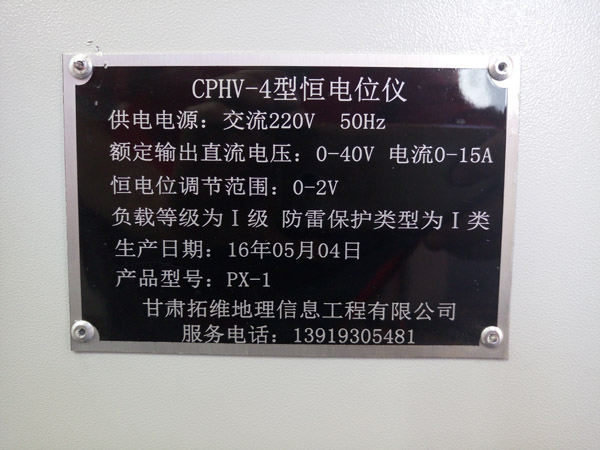 CPHV-4型恒电位仪
供电电源：交流220V 50Hz
额定输出直流电压：0-40V 电流0-15A
恒电位调节范围：0-2V
负载等级为Ⅰ级 防雷保护类型为Ⅰ类
生产日期：16年05月04日
产品型号：PX-1
甘肃拓维地理信息工程有限公司
服务电话：13919305481